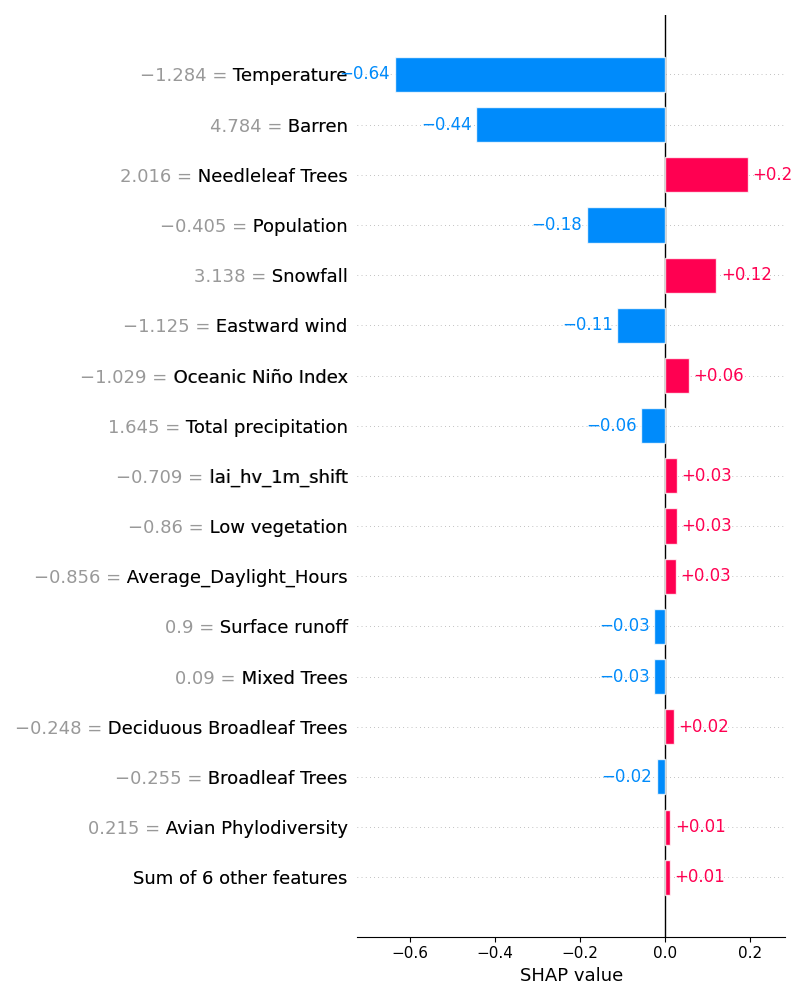 −1.284 = Temperature −0.64
4.784 = Barren −0.44
2.016 = Needleleaf Trees +0.2
−0.405 = Population −0.18
3.138 = Snowfall +0.12
−1.125 = Eastward wind −0.11
−1.029 = Oceanic Niño Index +0.06
1.645 = Total precipitation −0.06
−0.709 = lai_hv_1m_shift +0.03
−0.86 = Low vegetation +0.03
−0.856 = Average_Daylight_Hours +0.03
0.9 = Surface runoff −0.03
0.09 = Mixed Trees −0.03
−0.248 = Deciduous Broadleaf Trees +0.02
−0.255 = Broadleaf Trees −0.02
0.215 = Avian Phylodiversity +0.01
Sum of 6 other features +0.01
−0.6 −0.4 −0.2 0.0 0.2
SHAP value